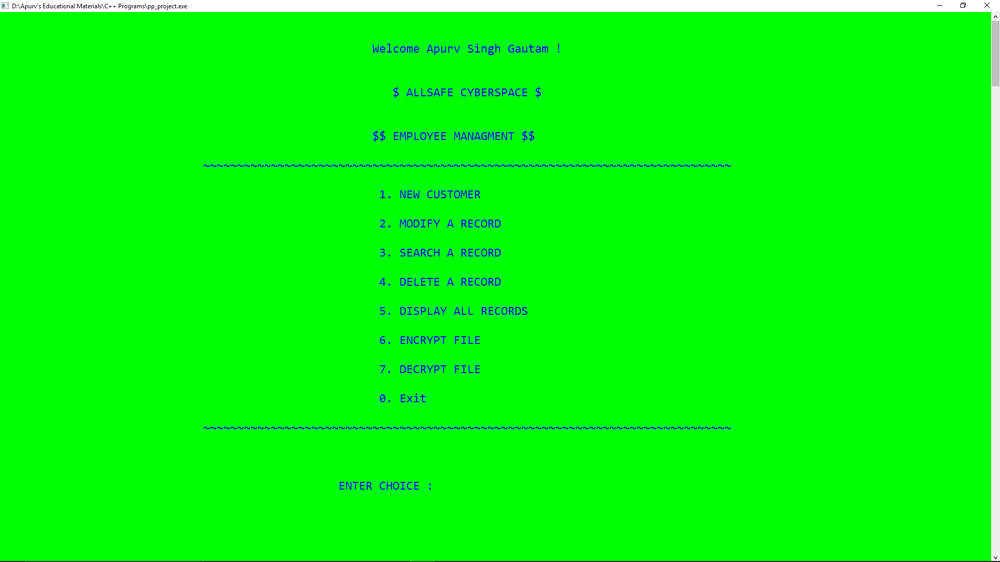 D:\Apurv's Educational Materials\C++ Programs\pp_project.exe
Welcome Apurv Singh Gautam !
$ ALLSAFE CYBERSPACE $
$$ EMPLOYEE MANAGMENT $$
~~~~~~~~~~~~~~~~~~~~~~~~~~~~~~~~~~~~~~~~~~~~~~~~~~~~~~~~~~~~~~~~~~~~~~~~~~~~~~
1. NEW CUSTOMER
2. MODIFY A RECORD
3. SEARCH A RECORD
4. DELETE A RECORD
5. DISPLAY ALL RECORDS
6. ENCRYPT FILE
7. DECRYPT FILE
0. Exit
~~~~~~~~~~~~~~~~~~~~~~~~~~~~~~~~~~~~~~~~~~~~~~~~~~~~~~~~~~~~~~~~~~~~~~~~~~~~~~
ENTER CHOICE :